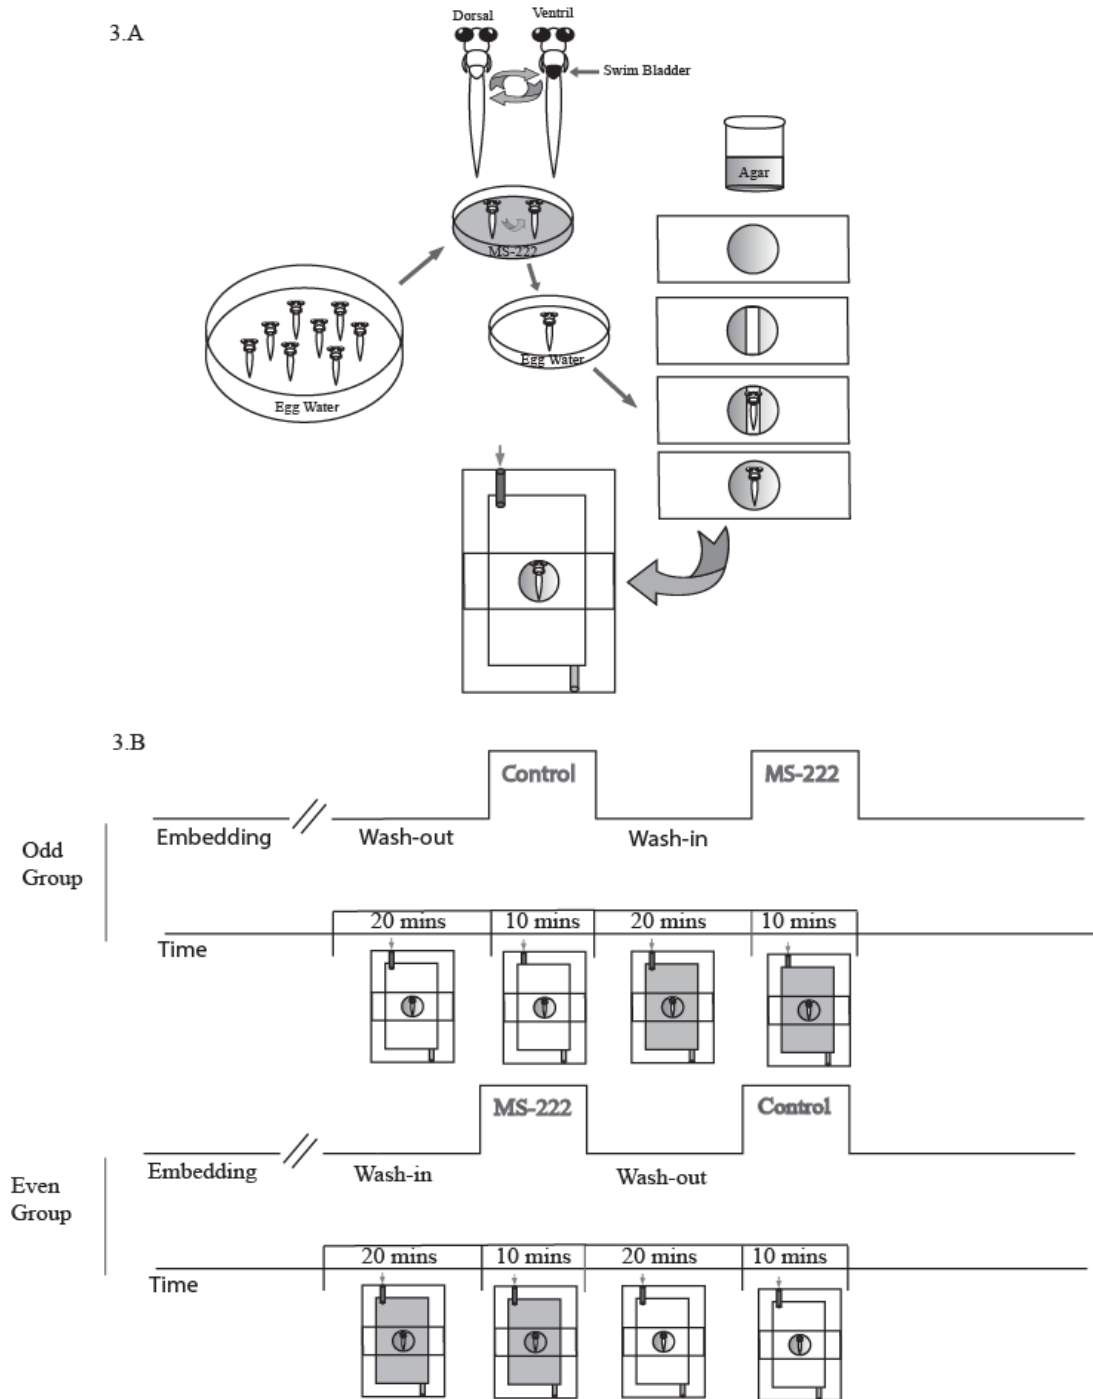 3.A
Dorsal
Ventril
Swim Bladder
Agar
MS-222
Egg Water
Egg Water
3.B
Control
MS-222
Embedding
Wash-out
Wash-in
Odd
Group
20 mins
10 mins
20 mins
10 mins
Time
MS-222
Control
Embedding
Wash-in
Wash-out
Even
Group
20 mins
10 mins
20 mins
10 mins
Time